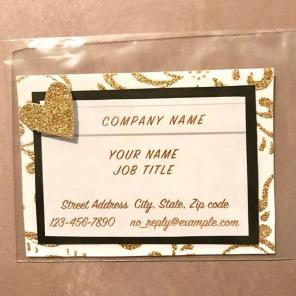 COMPANY NAME
YOUR NAME
JOB TITLE
Street Address City, State, Zip code
123-456-7890 no_reply@example.com